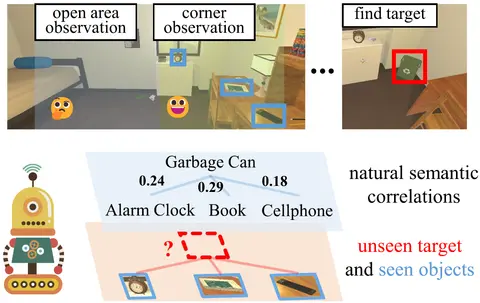 open area
observation
corner
observation
find target
...
Garbage Can
0.24
0.29
0.18
Alarm Clock
Book
Cellphone
natural semantic
correlations
?
unseen target
and seen objects